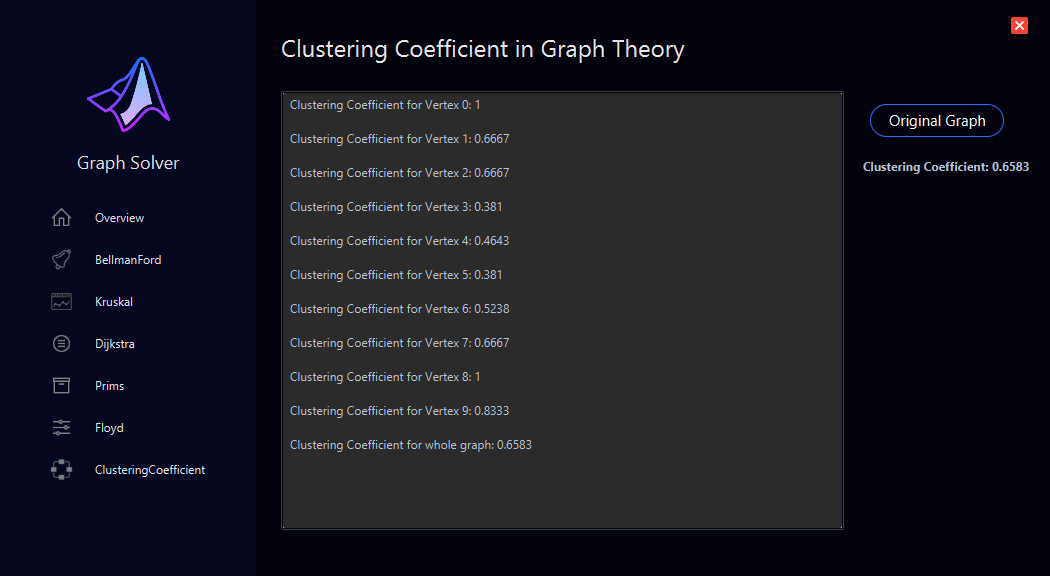 Clustering Coefficient in Graph Theory
Graph Solver
Overview
BellmanFord
Kruskal
Dijkstra
Prims
Floyd
ClusteringCoefficient
Clustering Coefficient for Vertex 0: 1
Clustering Coefficient for Vertex 1: 0.6667
Clustering Coefficient for Vertex 2: 0.6667
Clustering Coefficient for Vertex 3: 0.381
Clustering Coefficient for Vertex 4: 0.4643
Clustering Coefficient for Vertex 5: 0.381
Clustering Coefficient for Vertex 6: 0.5238
Clustering Coefficient for Vertex 7: 0.6667
Clustering Coefficient for Vertex 8: 1
Clustering Coefficient for Vertex 9: 0.8333
Clustering Coefficient for whole graph: 0.6583
Original Graph
Clustering Coefficient: 0.6583